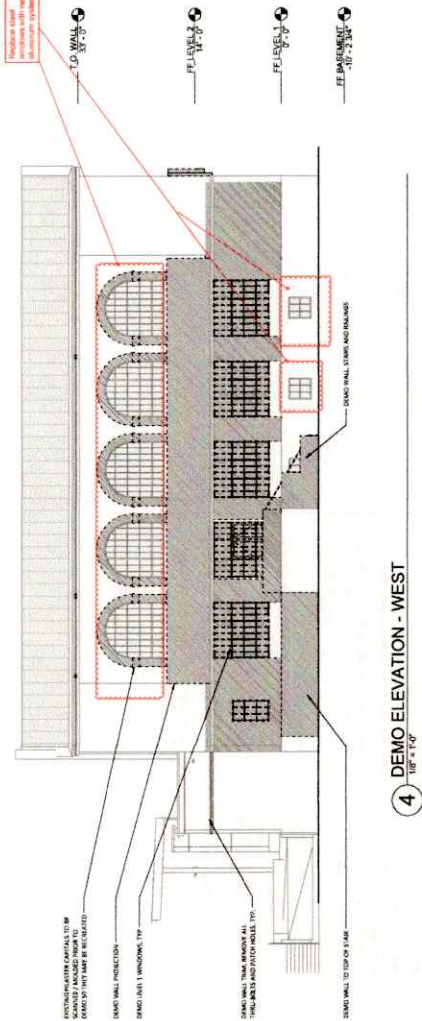 Replace steel
windows with new
aluminum system
T.O. WALL
33' - 0"
FF LEVEL 2
14' - 0"
FF LEVEL 1
0' - 0"
FF BASEMENT
-10' - 2 3/4"
EXISTING PLASTER CAPITALS TO BE
SCANNED / MOLDED PRIOR TO
DEMO SO THEY MAY BE RECREATED
DEMO WALL PROJECTION
DEMO LEVEL 1 WINDOWS, TYP
DEMO WALL TRIM, REMOVE ALL
THRU-BOLTS AND PATCH HOLES, TYP.
DEMO WALL TO TOP OF STAIR
DEMO WALL, STAIRS AND RAILINGS
4 DEMO ELEVATION - WEST
1/8" = 1'-0"